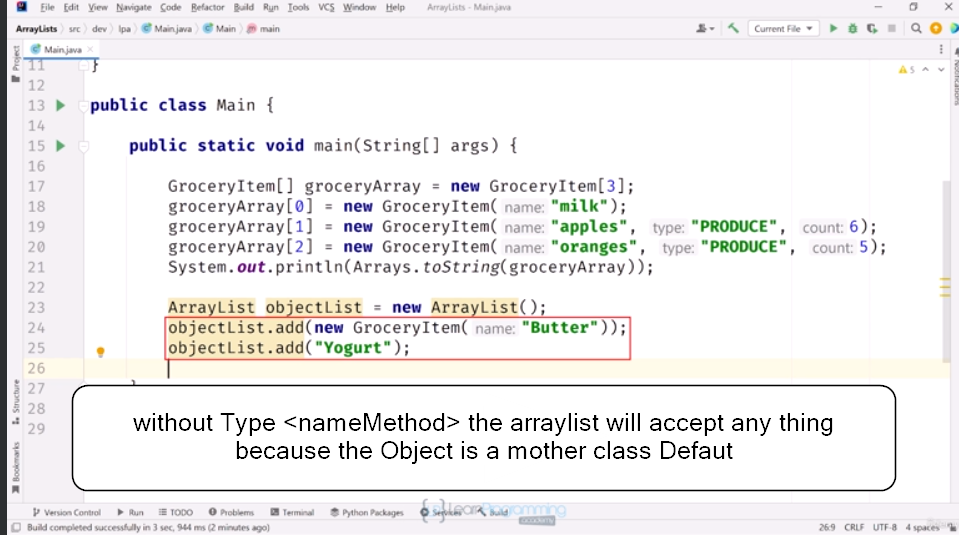 File Edit View Navigate Code Refactor Build Run Tools VCS Window Help ArrayLists - Main.java
ArrayLists src dev lpa Main.java Main main Current File
Project Main.java
11 }
12
13 public class Main {
14
15 public static void main(String[] args) {
16
17 GroceryItem[] groceryArray = new GroceryItem[3];
18 groceryArray[0] = new GroceryItem( name: "milk");
19 groceryArray[1] = new GroceryItem( name: "apples", type: "PRODUCE", count: 6);
20 groceryArray[2] = new GroceryItem( name: "oranges", type: "PRODUCE", count: 5);
21 System.out.println(Arrays.toString(groceryArray));
22
23 ArrayList objectList = new ArrayList();
24 objectList.add(new GroceryItem( name: "Butter"));
25 objectList.add("Yogurt");
26
27 }
28
29
5
Notifications
Structure
Bookmarks
without Type <nameMethod> the arraylist will accept any thing
because the Object is a mother class Defaut
Version Control Run TODO Problems Terminal Python Packages Services Build
LearnProgramming
academy
Build completed successfully in 3 sec, 944 ms (2 minutes ago) 26:9 CRLF UTF-8 4 spaces